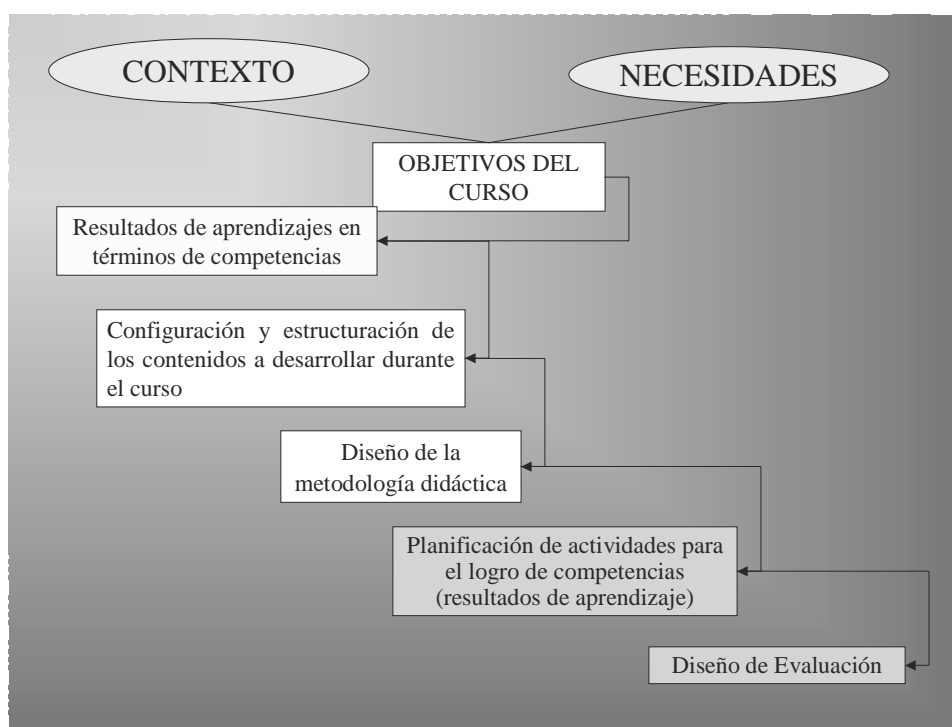 CONTEXTO
NECESIDADES
OBJETIVOS DEL
CURSO
Resultados de aprendizajes en
términos de competencias
Configuración y estructuración de
los contenidos a desarrollar durante
el curso
Diseño de la
metodología didáctica
Planificación de actividades para
el logro de competencias
(resultados de aprendizaje)
Diseño de Evaluación